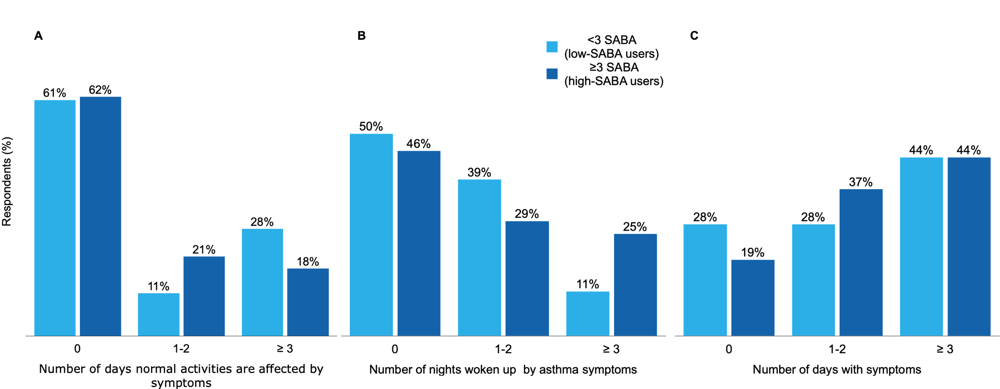 A
B
C
<3 SABA
(low-SABA users)
≥3 SABA
(high-SABA users)
Respondents (%)
61%
62%
11%
21%
28%
18%
0
1-2
≥ 3
Number of days normal activities are affected by
symptoms
50%
46%
39%
29%
11%
25%
0
1-2
≥ 3
Number of nights woken up  by asthma symptoms
28%
19%
28%
37%
44%
44%
0
1-2
≥ 3
Number of days with symptoms